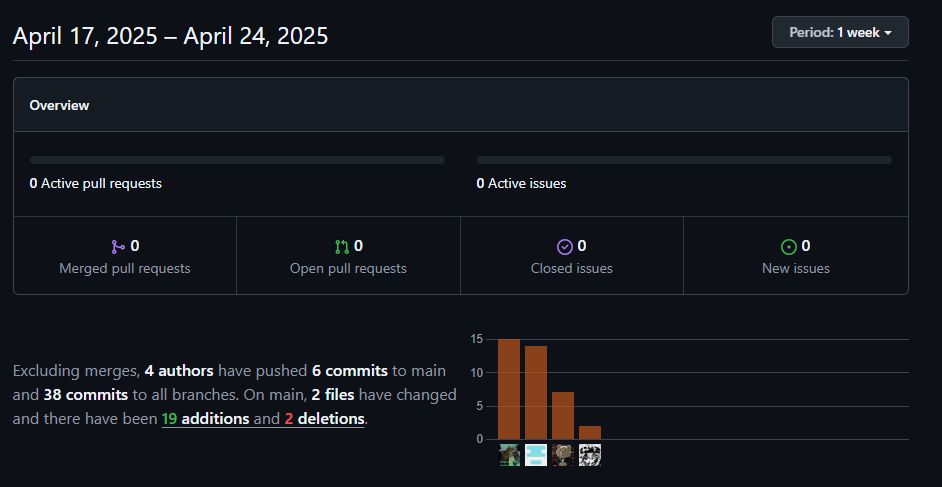 April 17, 2025 – April 24, 2025
Period: 1 week
Overview
0 Active pull requests
0 Active issues
0
Merged pull requests
0
Open pull requests
0
Closed issues
0
New issues
Excluding merges, 4 authors have pushed 6 commits to main
and 38 commits to all branches. On main, 2 files have changed
and there have been 19 additions and 2 deletions.
15
10
5
0